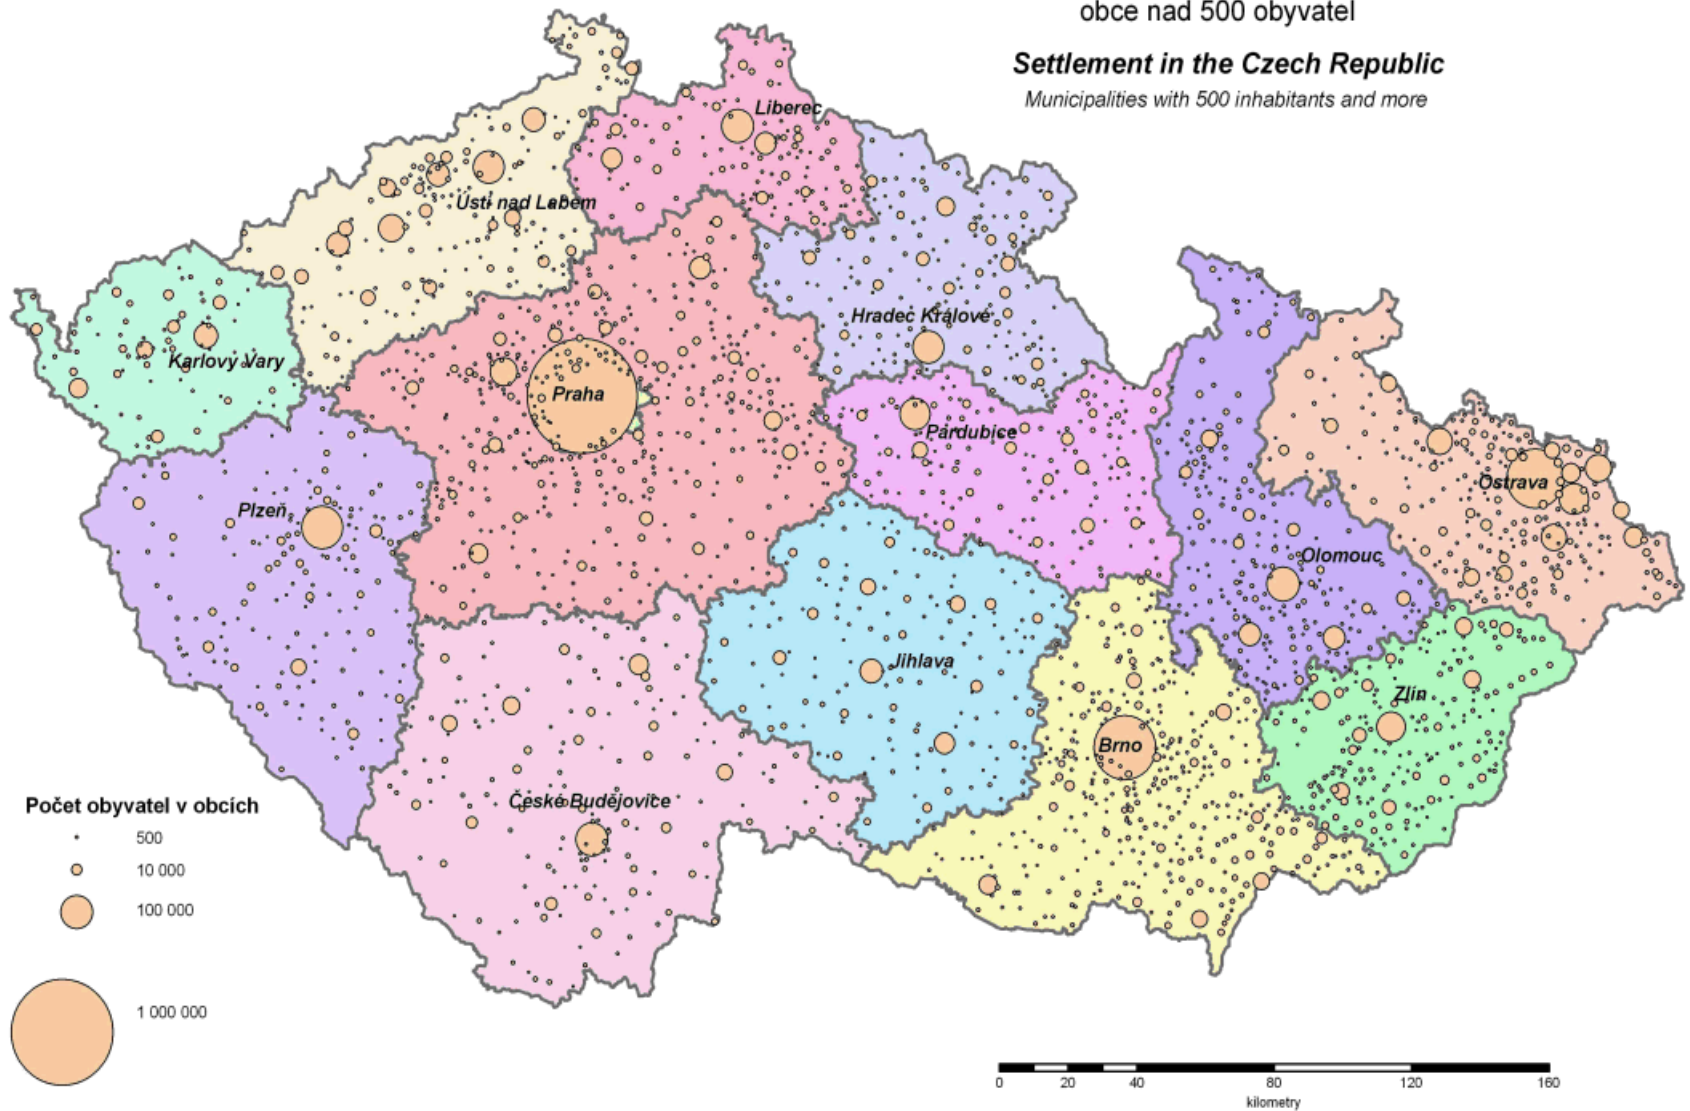 obce nad 500 obyvatel
Settlement in the Czech Republic
Municipalities with 500 inhabitants and more
Liberec
Ústí nad Labem
Hradec Králové
Karlovy Vary
Praha
Pardubice
Ostrava
Plzeň
Olomouc
Jihlava
Zlín
Brno
České Budějovice
Počet obyvatel v obcích
500
10 000
100 000
1 000 000
0 20 40 80 120 160
kilometry